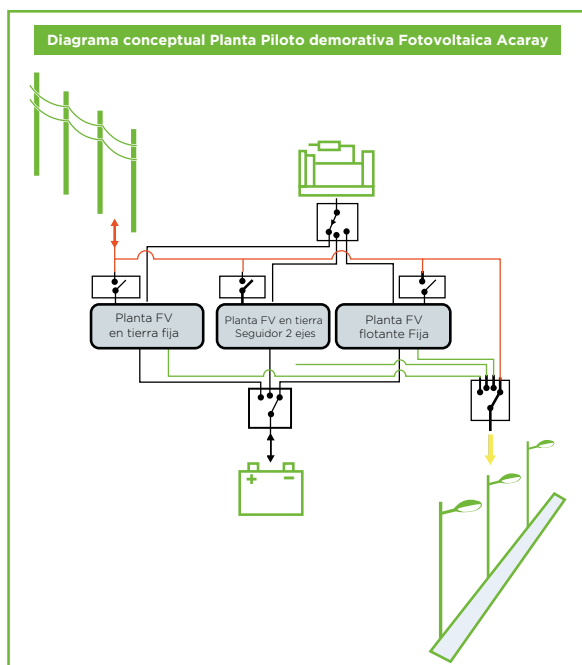 Diagrama conceptual Planta Piloto demorativa Fotovoltaica Acaray
Planta FV
en tierra fija
Planta FV en tierra
Seguidor 2 ejes
Planta FV
flotante Fija
+ −